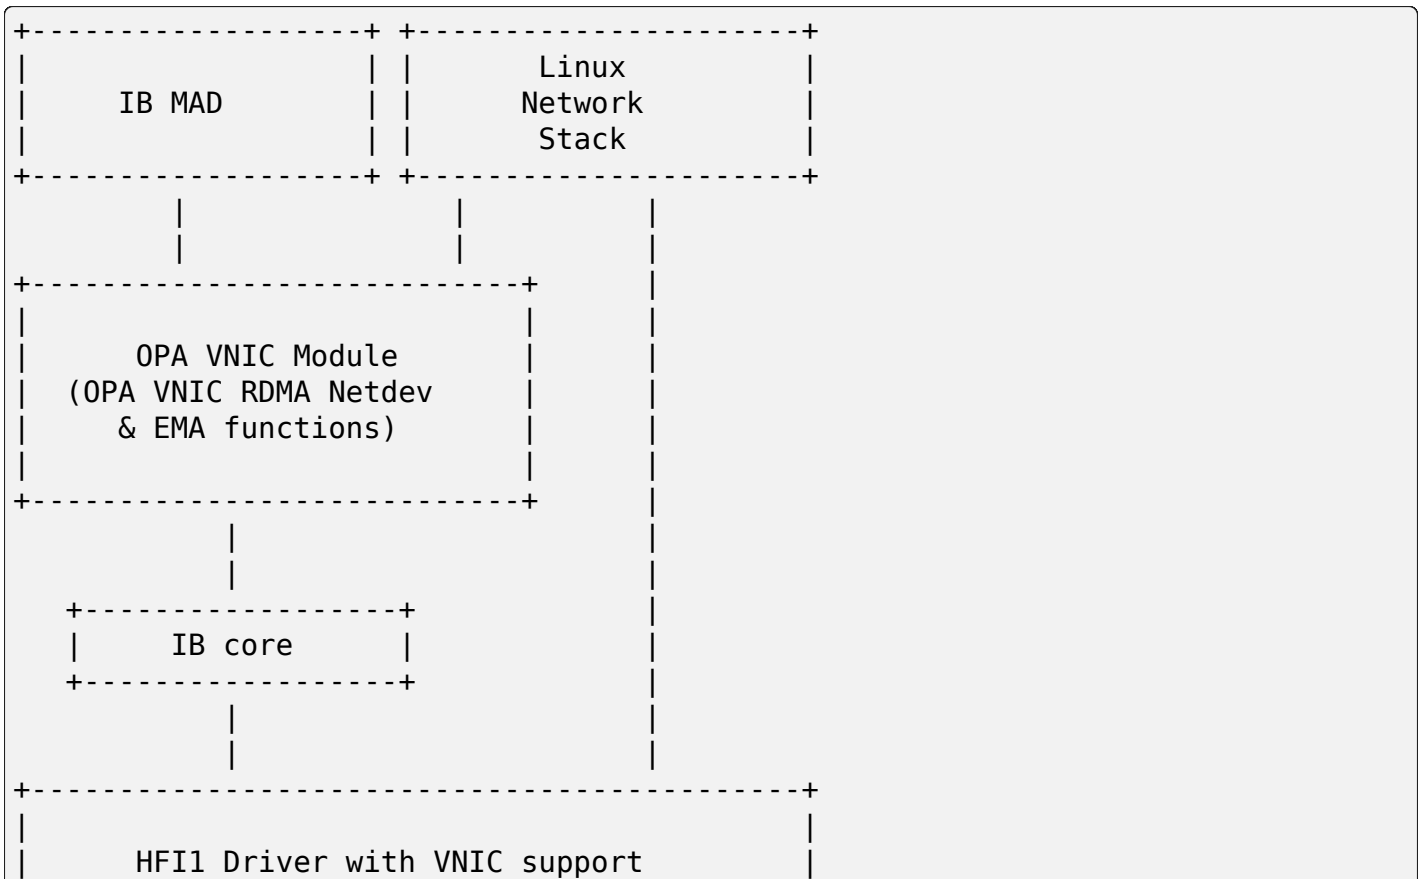 +-------------------+ +----------------------+
|                   | |       Linux          |
|     IB MAD        | |      Network         |
|                   | |       Stack          |
+-------------------+ +----------------------+
         |               |          |
         |               |          |
+----------------------------+      |
|                            |      |
|      OPA VNIC Module       |      |
|  (OPA VNIC RDMA Netdev     |      |
|     & EMA functions)       |      |
|                            |      |
+----------------------------+      |
            |                       |
            |                       |
   +------------------+             |
   |     IB core      |             |
   +------------------+             |
            |                       |
            |                       |
+--------------------------------------------+
|                                            |
|      HFI1 Driver with VNIC support         |